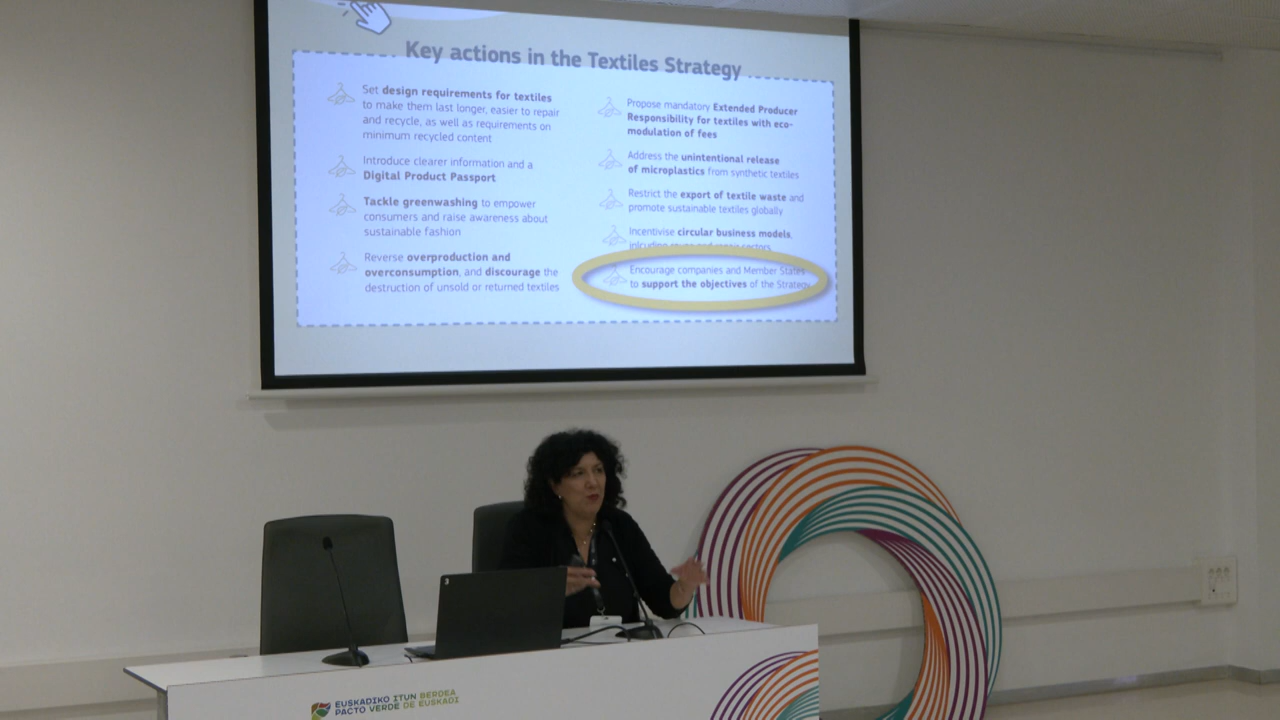 Key actions in the Textiles Strategy
Set design requirements for textiles
to make them last longer, easier to repair
and recycle, as well as requirements on
minimum recycled content
Introduce clearer information and a
Digital Product Passport
Tackle greenwashing to empower
consumers and raise awareness about
sustainable fashion
Reverse overproduction and
overconsumption, and discourage the
destruction of unsold or returned textiles
Propose mandatory Extended Producer
Responsibility for textiles with eco-
modulation of fees
Address the unintentional release
of microplastics from synthetic textiles
Restrict the export of textile waste and
promote sustainable textiles globally
Incentivise circular business models,
inlcuding reuse and repair sectors
Encourage companies and Member States
to support the objectives of the Strategy
EUSKADIKO ITUN BERDEA
PACTO VERDE DE EUSKADI